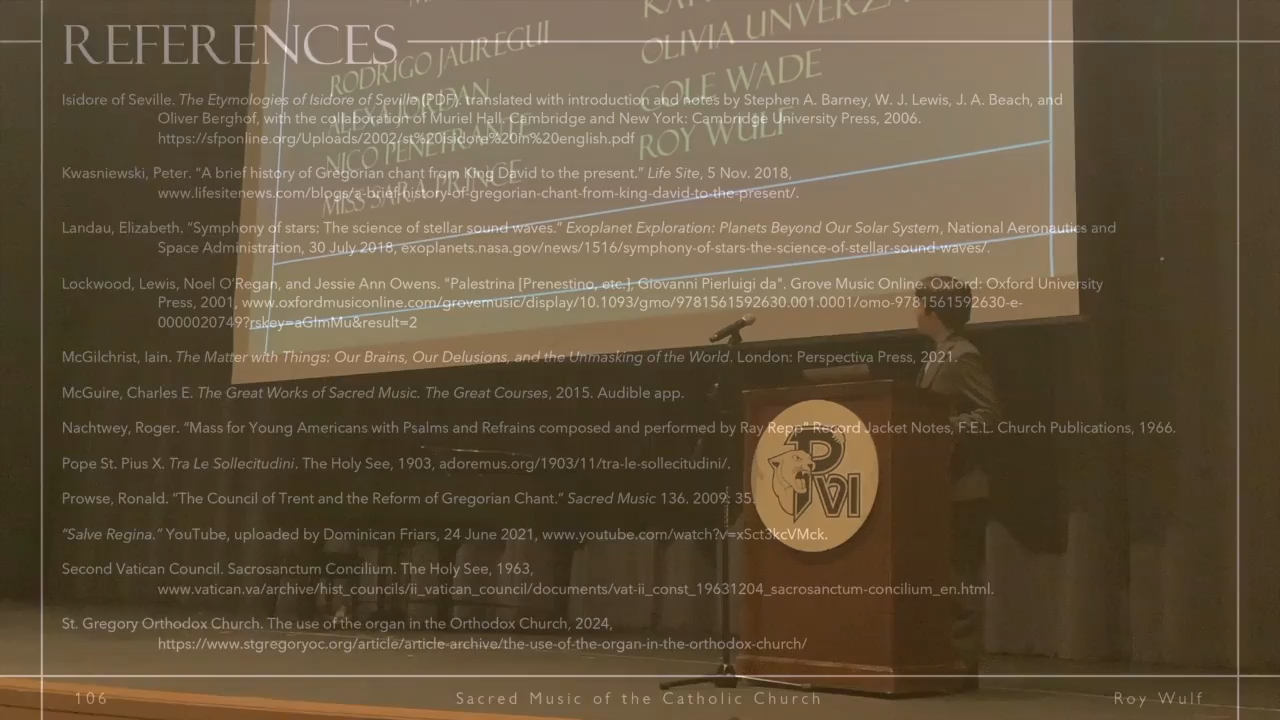 REFERENCES
Isidore of Seville. The Etymologies of Isidore of Seville (PDF). translated with introduction and notes by Stephen A. Barney, W. J. Lewis, J. A. Beach, and
Oliver Berghof, with the collaboration of Muriel Hall. Cambridge and New York: Cambridge University Press, 2006.
https://sfponline.org/Uploads/2002/st%20isidore%20in%20english.pdf
Kwasniewski, Peter. “A brief history of Gregorian chant from King David to the present.” Life Site, 5 Nov. 2018,
www.lifesitenews.com/blogs/a-brief-history-of-gregorian-chant-from-king-david-to-the-present/.
Landau, Elizabeth. “Symphony of stars: The science of stellar sound waves.” Exoplanet Exploration: Planets Beyond Our Solar System, National Aeronautics and
Space Administration, 30 July 2018, exoplanets.nasa.gov/news/1516/symphony-of-stars-the-science-of-stellar-sound-waves/.
Lockwood, Lewis, Noel O’Regan, and Jessie Ann Owens. "Palestrina [Prenestino, etc.], Giovanni Pierluigi da". Grove Music Online. Oxford: Oxford University
Press, 2001, www.oxfordmusiconline.com/grovemusic/display/10.1093/gmo/9781561592630.001.0001/omo-9781561592630-e-
0000020749?rskey=aGlmMu&result=2
McGilchrist, Iain. The Matter with Things: Our Brains, Our Delusions, and the Unmasking of the World. London: Perspectiva Press, 2021.
McGuire, Charles E. The Great Works of Sacred Music. The Great Courses, 2015. Audible app.
Nachtwey, Roger. “Mass for Young Americans with Psalms and Refrains composed and performed by Ray Repp” Record Jacket Notes, F.E.L. Church Publications, 1966.
Pope St. Pius X. Tra Le Sollecitudini. The Holy See, 1903, adoremus.org/1903/11/tra-le-sollecitudini/.
Prowse, Ronald. “The Council of Trent and the Reform of Gregorian Chant.” Sacred Music 136. 2009: 35.
“Salve Regina.” YouTube, uploaded by Dominican Friars, 24 June 2021, www.youtube.com/watch?v=xSct3kcVMck.
Second Vatican Council. Sacrosanctum Concilium. The Holy See, 1963,
www.vatican.va/archive/hist_councils/ii_vatican_council/documents/vat-ii_const_19631204_sacrosanctum-concilium_en.html.
St. Gregory Orthodox Church. The use of the organ in the Orthodox Church, 2024,
https://www.stgregoryoc.org/article/article-archive/the-use-of-the-organ-in-the-orthodox-church/
106
Sacred Music of the Catholic Church
Roy Wulf
RODRIGO JAUREGUI
ALEX JORDAN
NICO PENETRANTE
MISS SARA PRINCE
OLIVIA
COLE WADE
ROY WULF
PVI